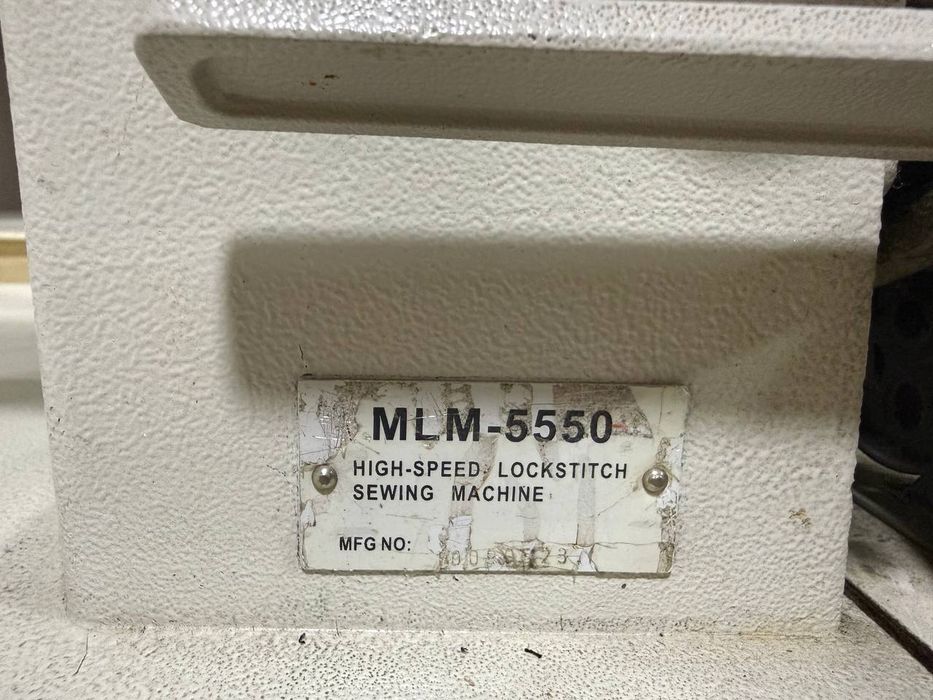 MLM-5550
HIGH-SPEED LOCKSTITCH
SEWING MACHINE
MFG NO: